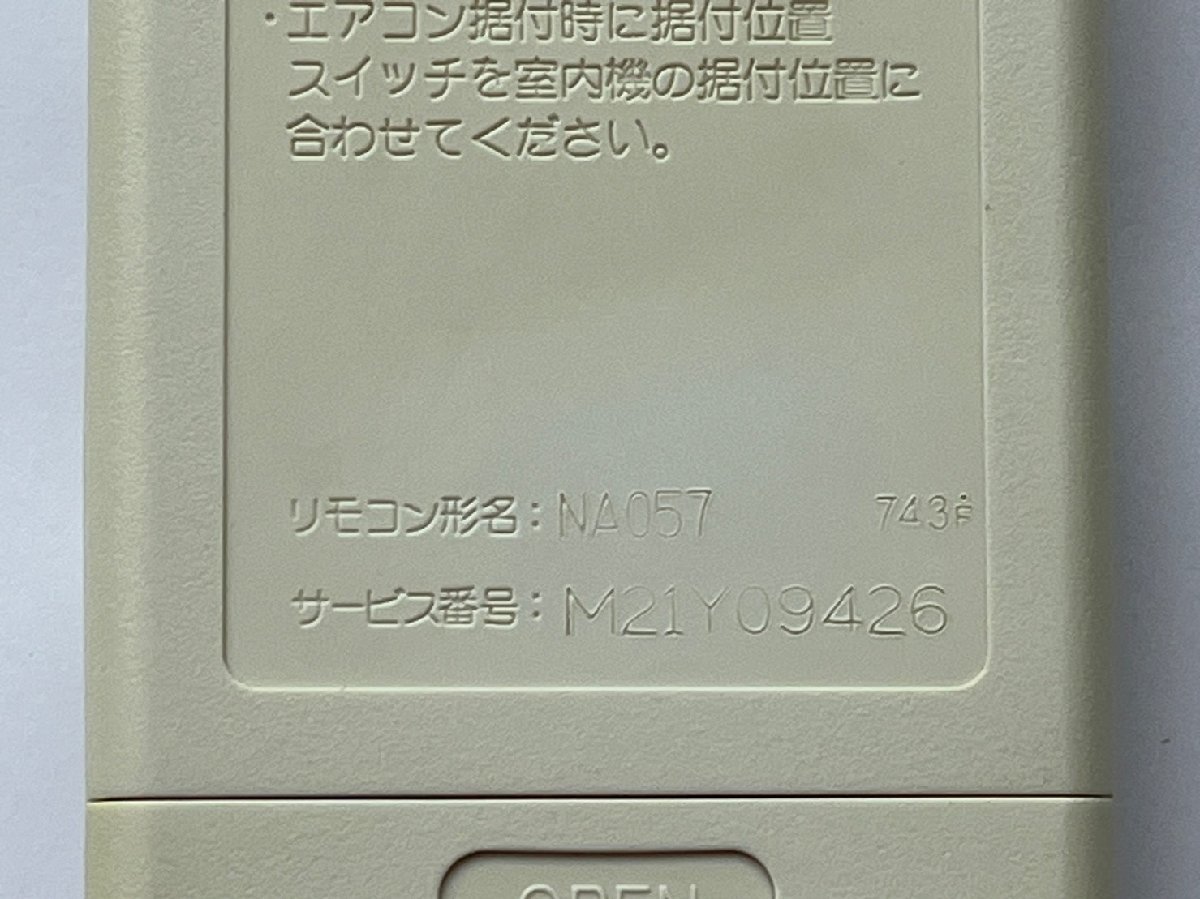 ・エアコン据付時に据付位置
スイッチを室内機の据付位置に
合わせてください。
リモコン形名：NA057 743
サービス番号：M21Y09426
OPEN